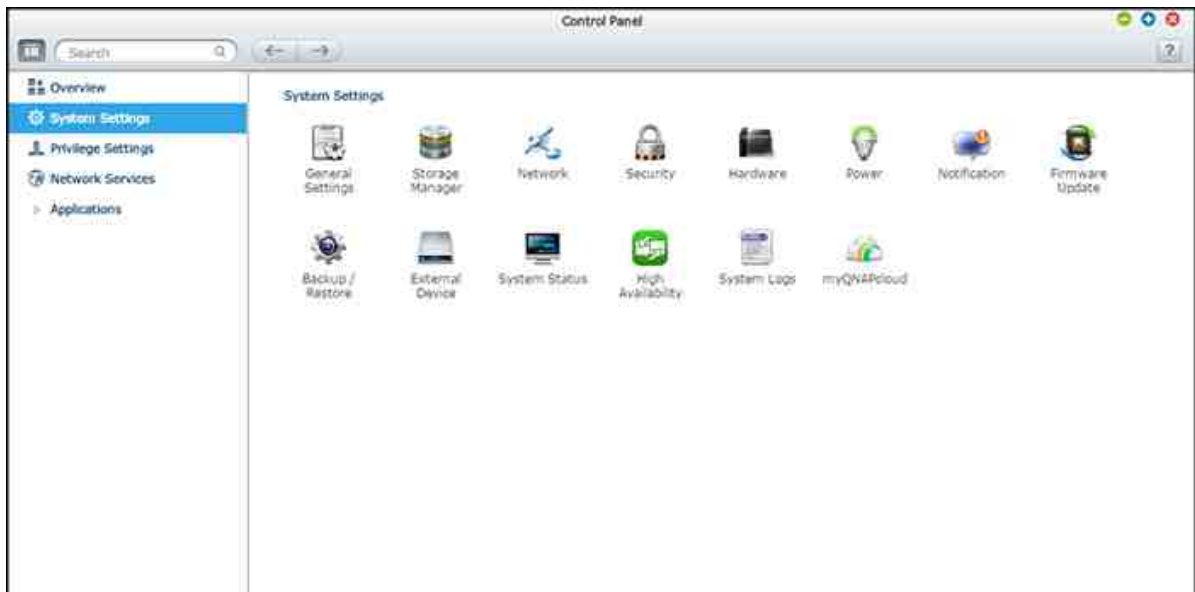 Control Panel
Search
?
Overview
System Settings
Privilege Settings
Network Services
Applications
System Settings
General Settings
Storage Manager
Network
Security
Hardware
Power
Notification
Firmware Update
Backup / Restore
External Device
System Status
High Availability
System Logs
myQNAPcloud